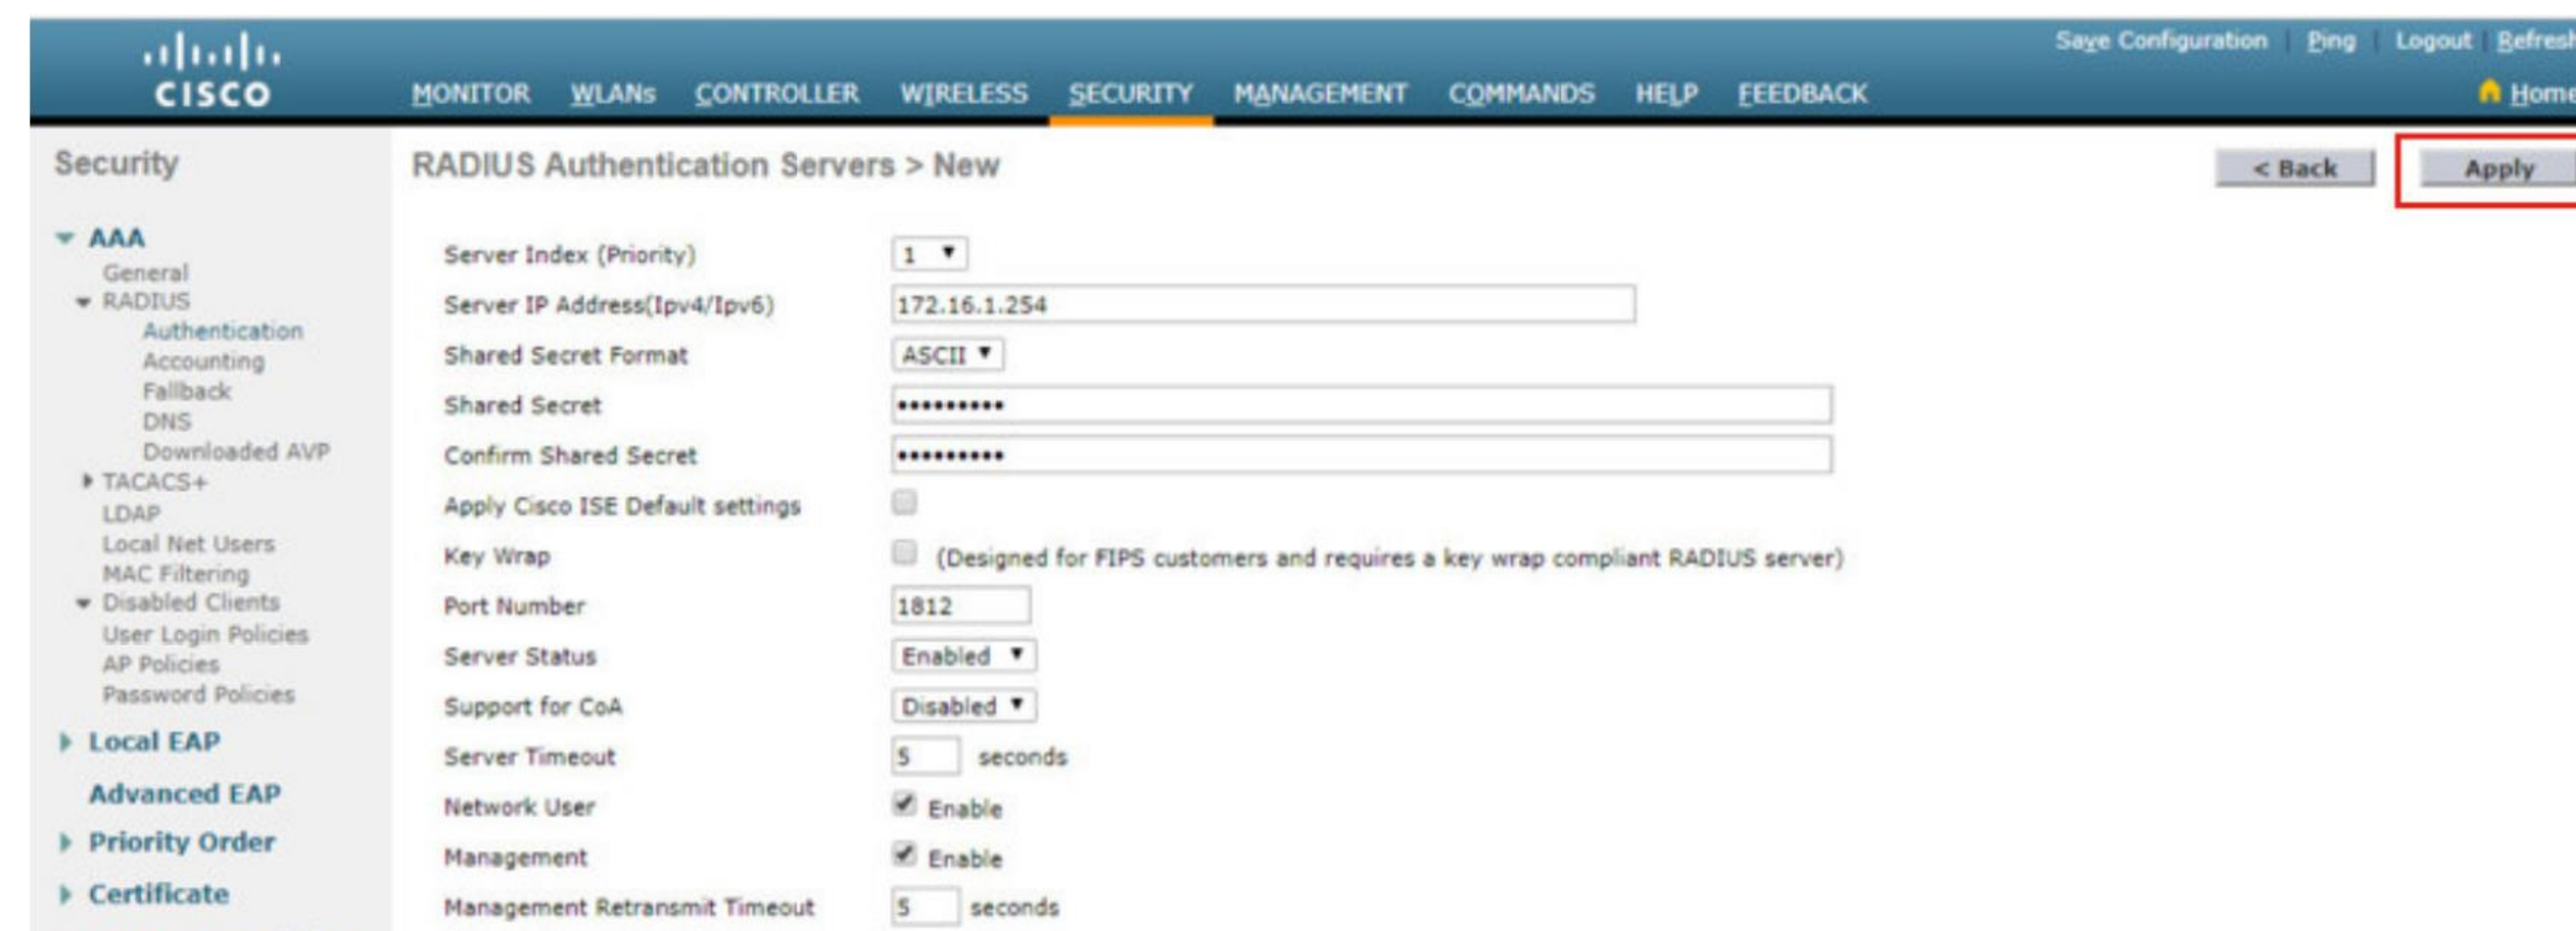 Save Configuration Ping Logout Refresh
CISCO
MONITOR WLANs CONTROLLER WIRELESS SECURITY MANAGEMENT COMMANDS HELP FEEDBACK Home
Security
AAA
General
RADIUS
Authentication
Accounting
Fallback
DNS
Downloaded AVP
TACACS+
LDAP
Local Net Users
MAC Filtering
Disabled Clients
User Login Policies
AP Policies
Password Policies
Local EAP
Advanced EAP
Priority Order
Certificate
RADIUS Authentication Servers > New
< Back Apply
Server Index (Priority) 1
Server IP Address(Ipv4/Ipv6) 172.16.1.254
Shared Secret Format ASCII
Shared Secret •••••••••
Confirm Shared Secret •••••••••
Apply Cisco ISE Default settings
Key Wrap (Designed for FIPS customers and requires a key wrap compliant RADIUS server)
Port Number 1812
Server Status Enabled
Support for CoA Disabled
Server Timeout 5 seconds
Network User Enable
Management Enable
Management Retransmit Timeout 5 seconds